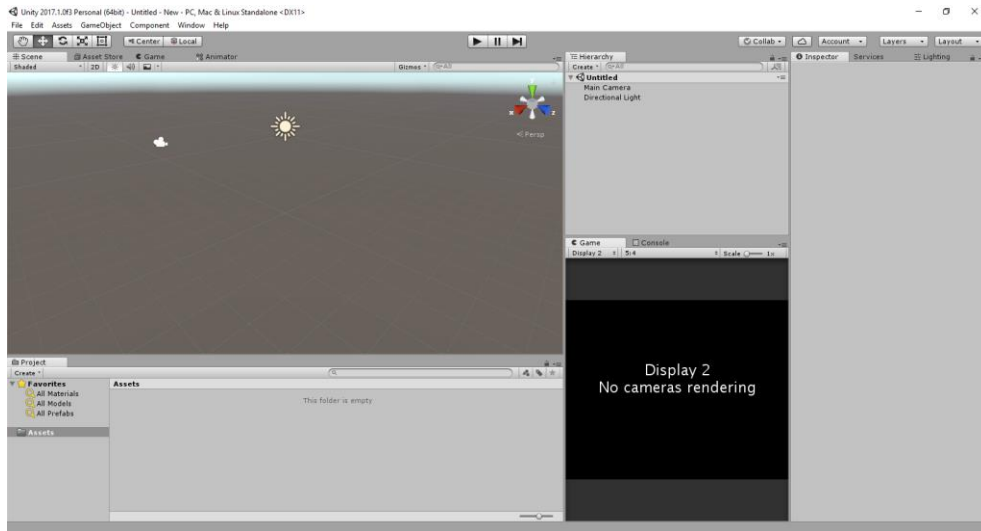 Unity 2017.1.0f3 Personal (64bit) - Untitled - New - PC, Mac & Linux Standalone <DX11>
File Edit Assets GameObject Component Window Help
Center Local Collab Account Layers Layout
Scene Asset Store Game Animator
Shaded 2D Gizmos All
y
x z
Persp
Hierarchy
Create All
Untitled
Main Camera
Directional Light
Inspector Services Lighting
Game Console
Display 2 5:4 Scale 1x
Display 2
No cameras rendering
Project
Create
Favorites
All Materials
All Models
All Prefabs
Assets
Assets
This folder is empty